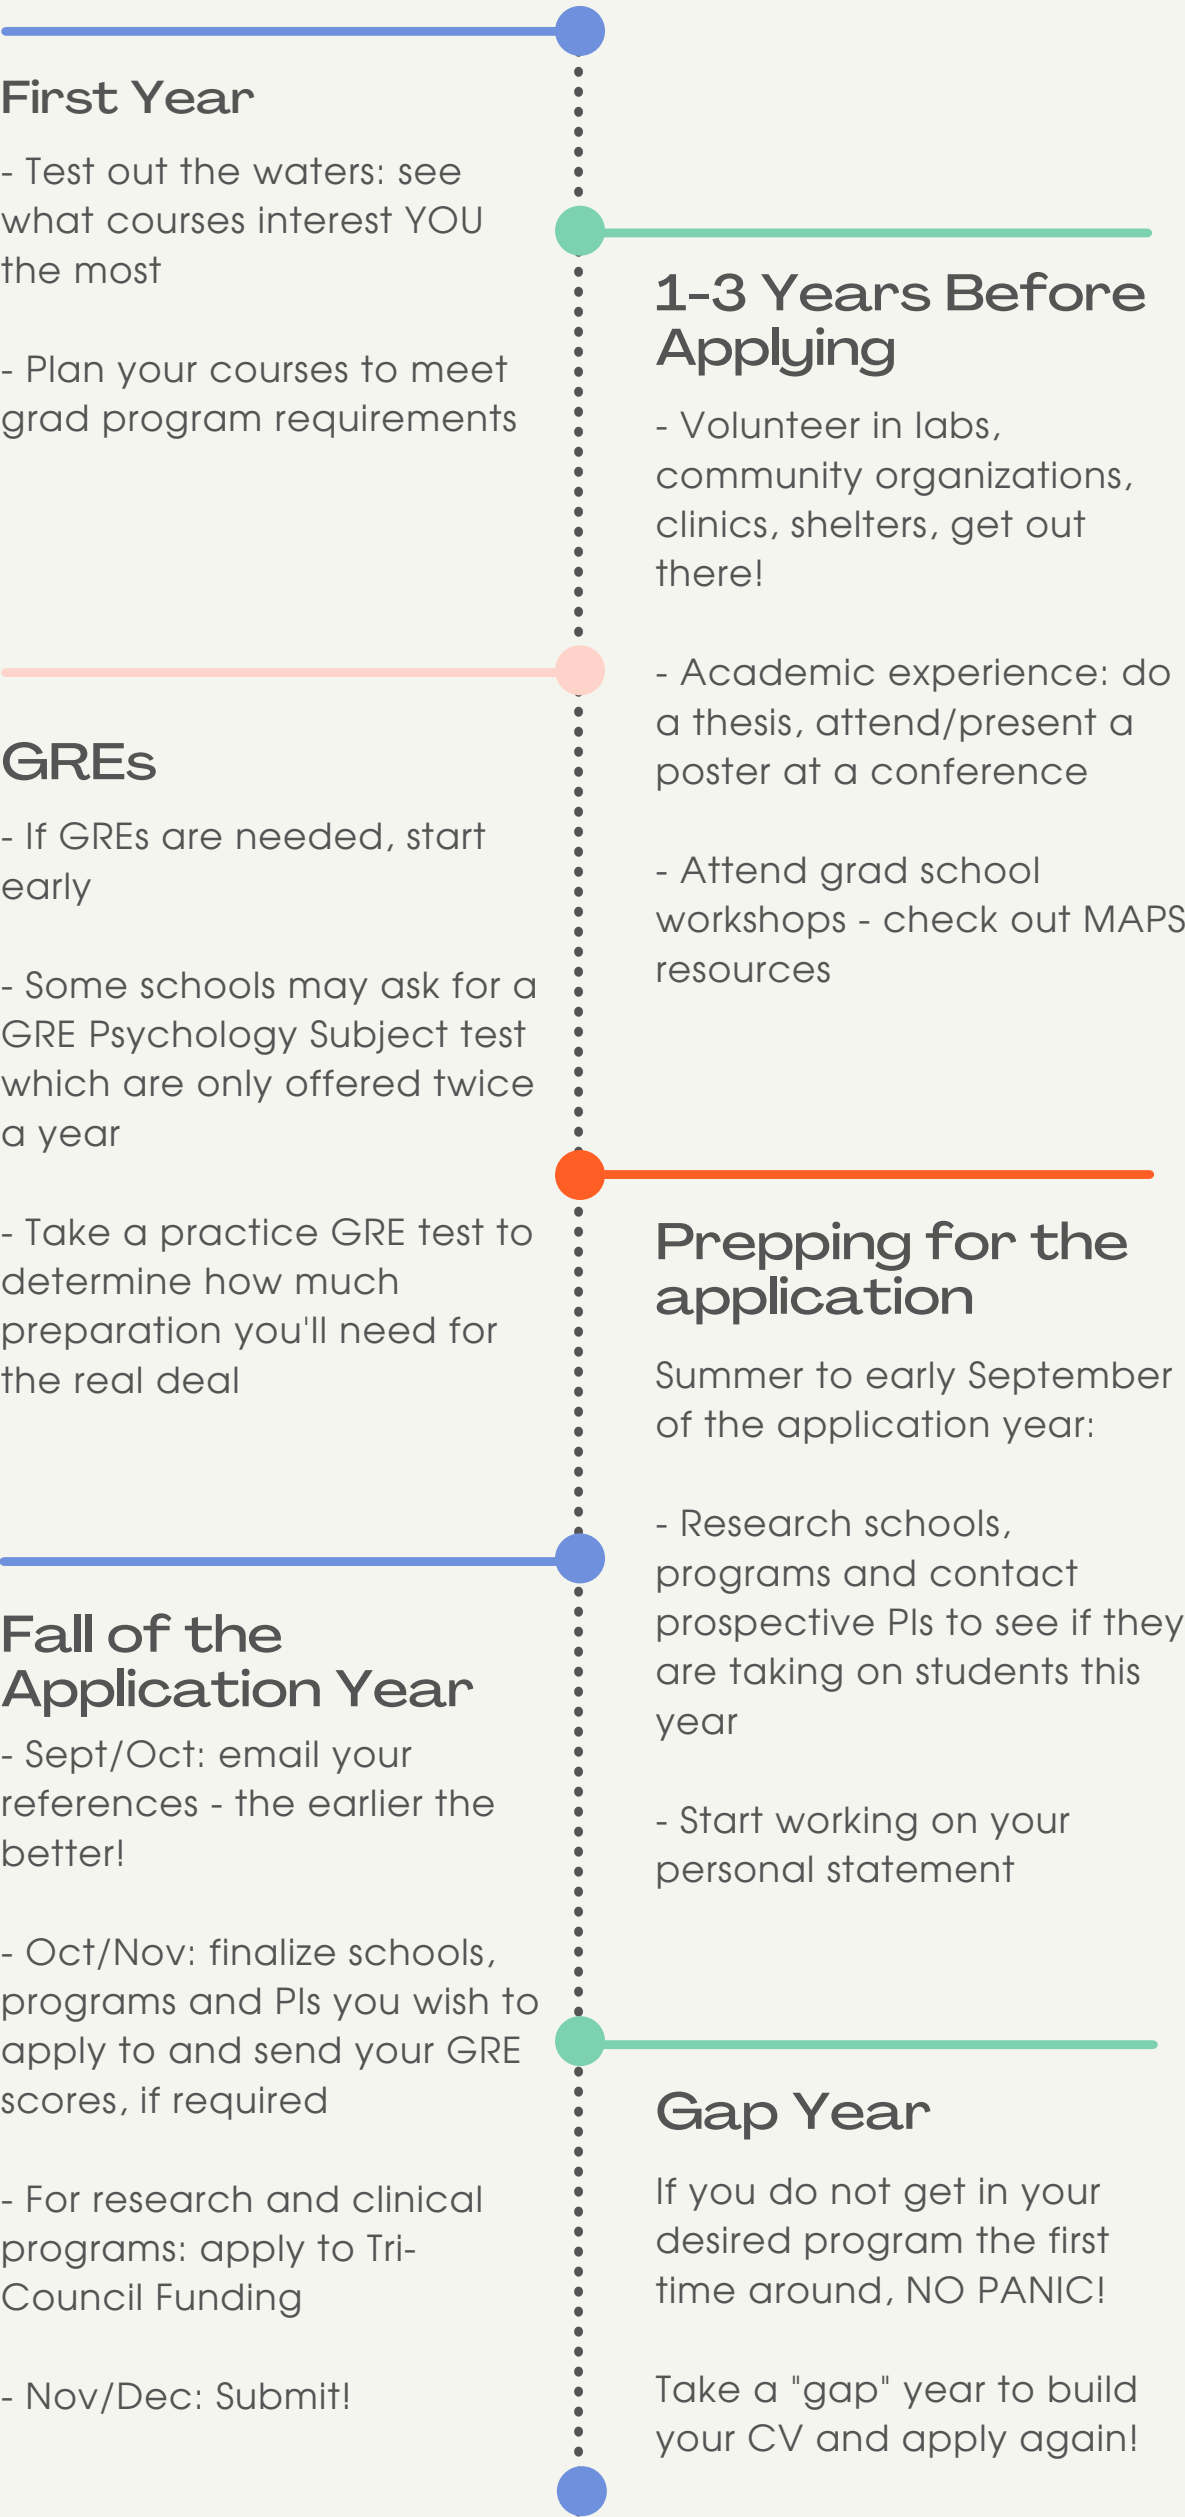 First Year
- Test out the waters: see
what courses interest YOU
the most
- Plan your courses to meet
grad program requirements
1-3 Years Before
Applying
- Volunteer in labs,
community organizations,
clinics, shelters, get out
there!
- Academic experience: do
a thesis, attend/present a
poster at a conference
- Attend grad school
workshops - check out MAPS
resources
GREs
- If GREs are needed, start
early
- Some schools may ask for a
GRE Psychology Subject test
which are only offered twice
a year
- Take a practice GRE test to
determine how much
preparation you'll need for
the real deal
Prepping for the
application
Summer to early September
of the application year:
- Research schools,
programs and contact
prospective PIs to see if they
are taking on students this
year
- Start working on your
personal statement
Fall of the
Application Year
- Sept/Oct: email your
references - the earlier the
better!
- Oct/Nov: finalize schools,
programs and PIs you wish to
apply to and send your GRE
scores, if required
- For research and clinical
programs: apply to Tri-
Council Funding
- Nov/Dec: Submit!
Gap Year
If you do not get in your
desired program the first
time around, NO PANIC!
Take a "gap" year to build
your CV and apply again!